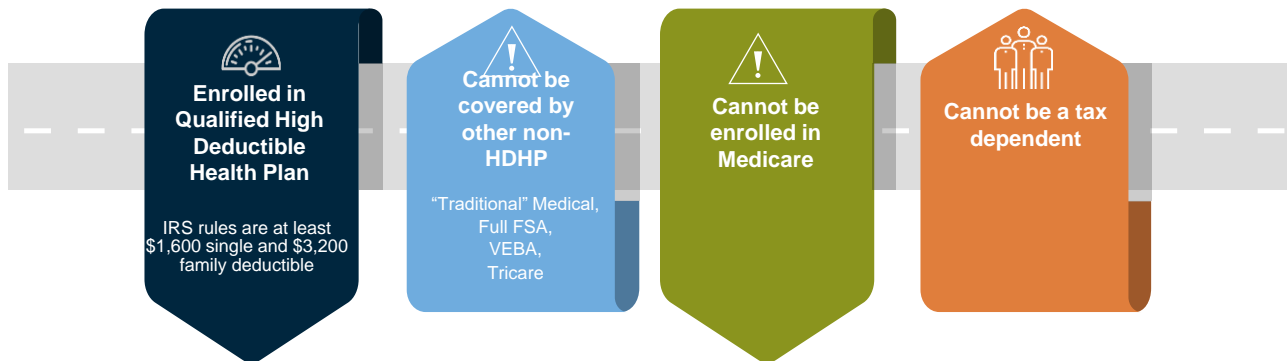 Enrolled in
Qualified High
Deductible
Health Plan
IRS rules are at least
$1,600 single and $3,200
family deductible
Cannot be
covered by
other non-
HDHP
“Traditional” Medical,
Full FSA,
VEBA,
Tricare
Cannot be
enrolled in
Medicare
Cannot be a tax
dependent